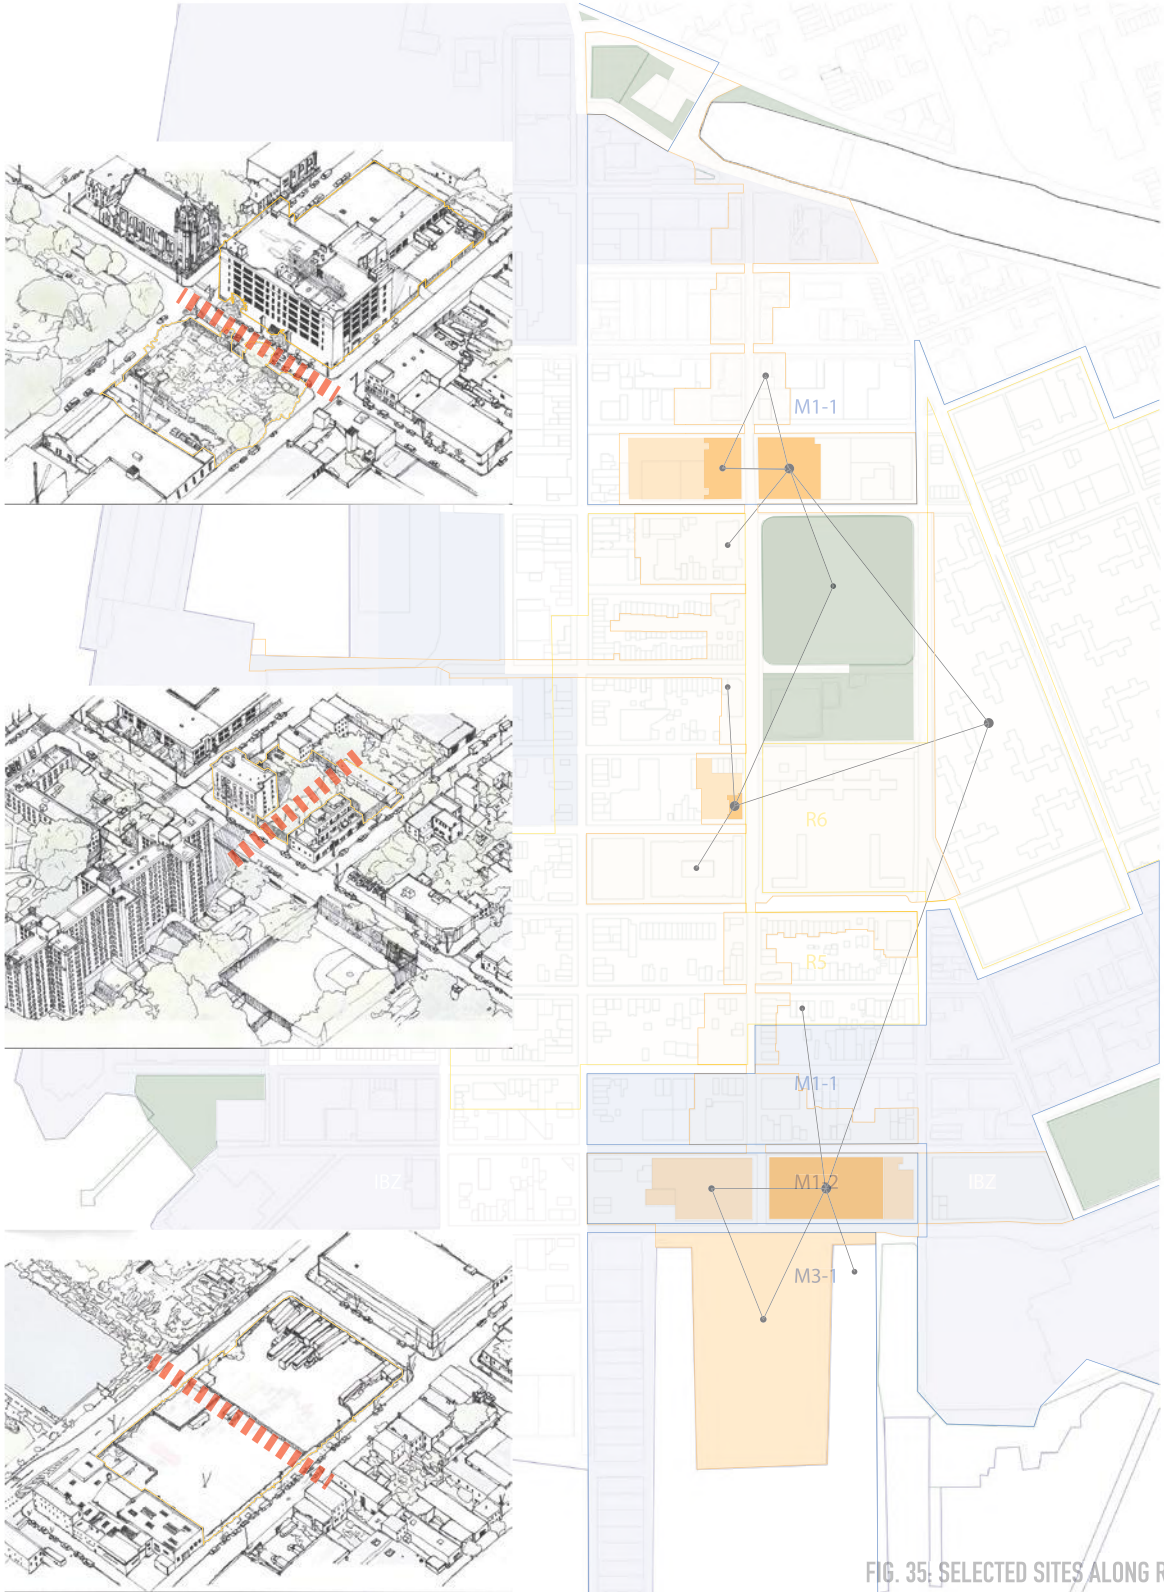 M1-1
R6
R5
M1-1
IBZ
M1-2
IBZ
M3-1
FIG. 35: SELECTED SITES ALONG R